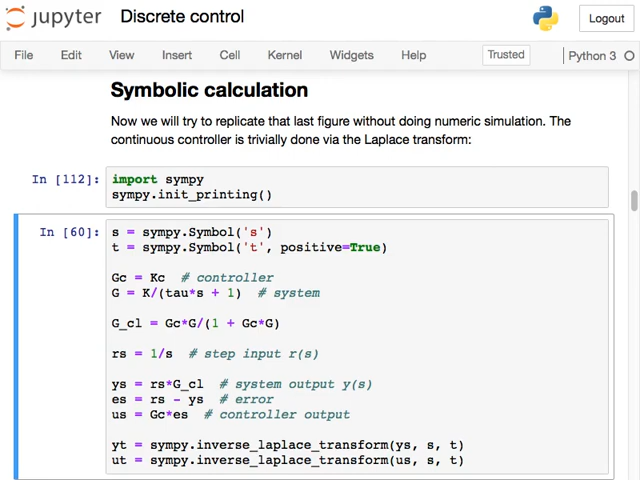 jupyter Discrete control Logout
File Edit View Insert Cell Kernel Widgets Help Trusted Python 3
Symbolic calculation
Now we will try to replicate that last figure without doing numeric simulation. The
continuous controller is trivially done via the Laplace transform:
In [112]: import sympy
sympy.init_printing()
In [60]: s = sympy.Symbol('s')
t = sympy.Symbol('t', positive=True)
Gc = Kc # controller
G = K/(tau*s + 1) # system
G_cl = Gc*G/(1 + Gc*G)
rs = 1/s # step input r(s)
ys = rs*G_cl # system output y(s)
es = rs - ys # error
us = Gc*es # controller output
yt = sympy.inverse_laplace_transform(ys, s, t)
ut = sympy.inverse_laplace_transform(us, s, t)